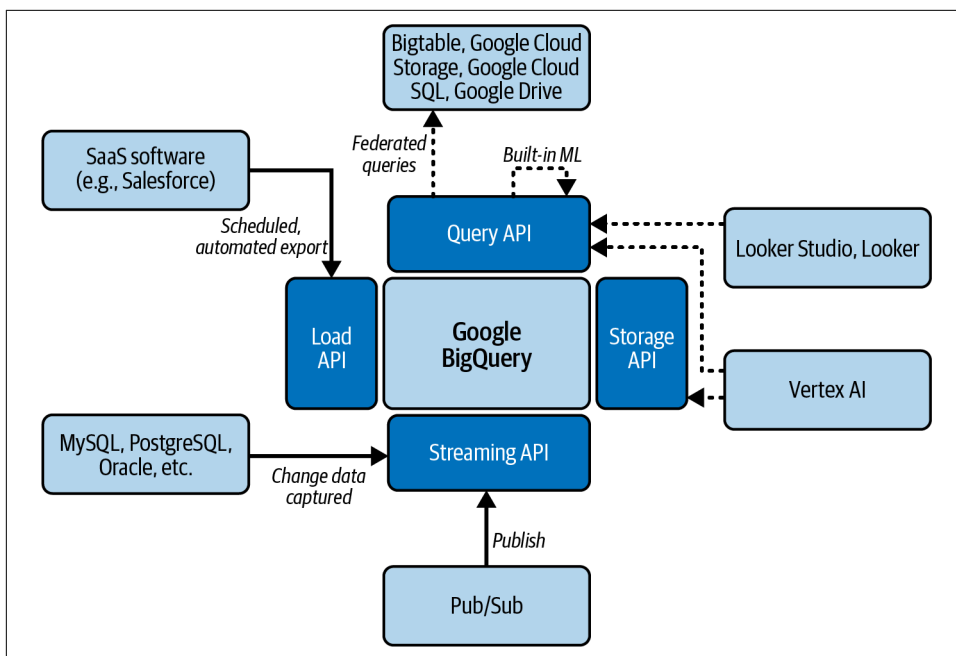 Bigtable, Google Cloud
Storage, Google Cloud
SQL, Google Drive
Federated
queries
Built-in ML
SaaS software
(e.g., Salesforce)
Scheduled,
automated export
Query API
Looker Studio, Looker
Load
API
Google
BigQuery
Storage
API
Vertex AI
MySQL, PostgreSQL,
Oracle, etc.
Change data
captured
Streaming API
Publish
Pub/Sub